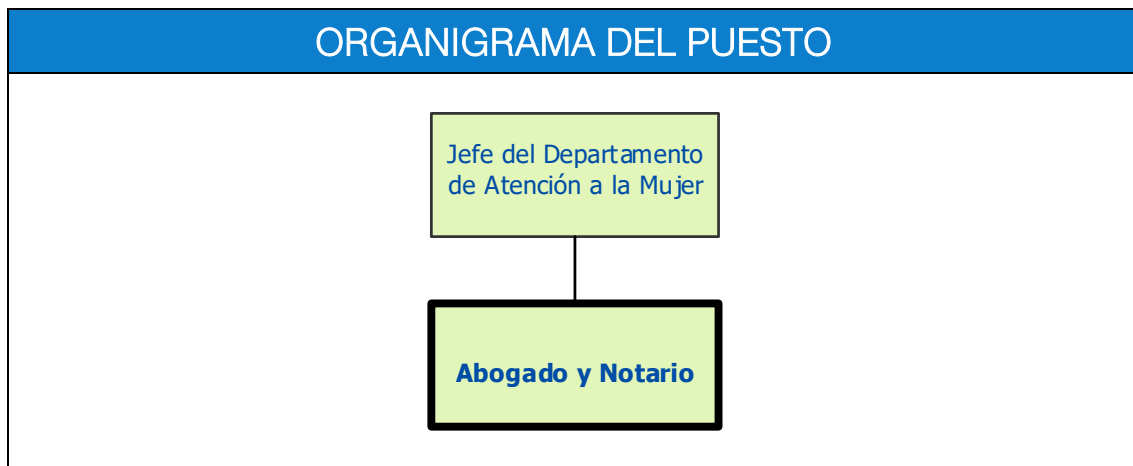 ORGANIGRAMA DEL PUESTO
Jefe del Departamento
de Atención a la Mujer
Abogado y Notario